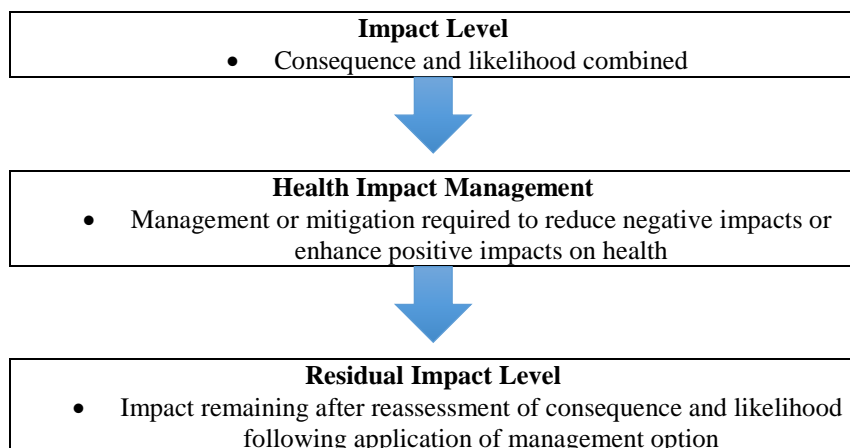 Impact Level
• Consequence and likelihood combined
Health Impact Management
• Management or mitigation required to reduce negative impacts or
enhance positive impacts on health
Residual Impact Level
• Impact remaining after reassessment of consequence and likelihood
following application of management option